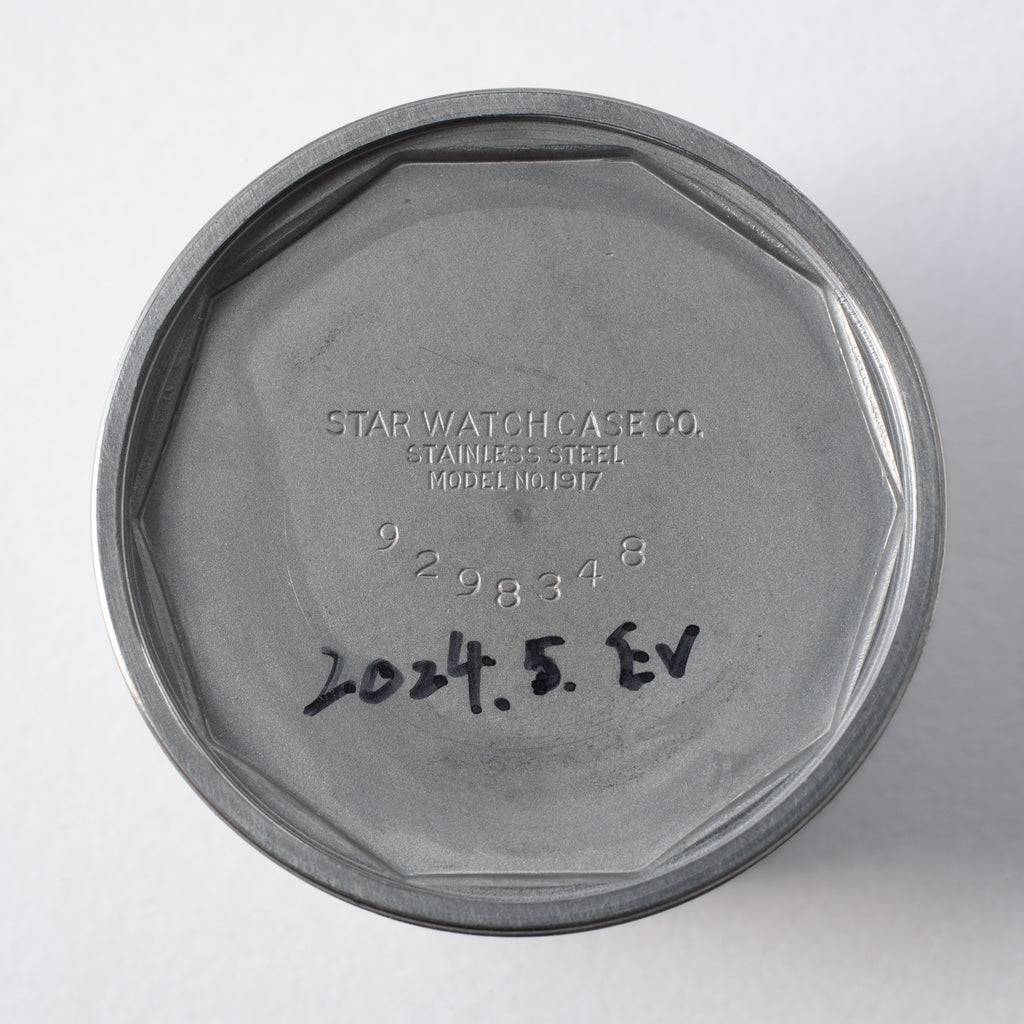 STAR WATCH CASE CO.
STAINLESS STEEL
MODEL NO. 1917
9298348
2024.5. Ev